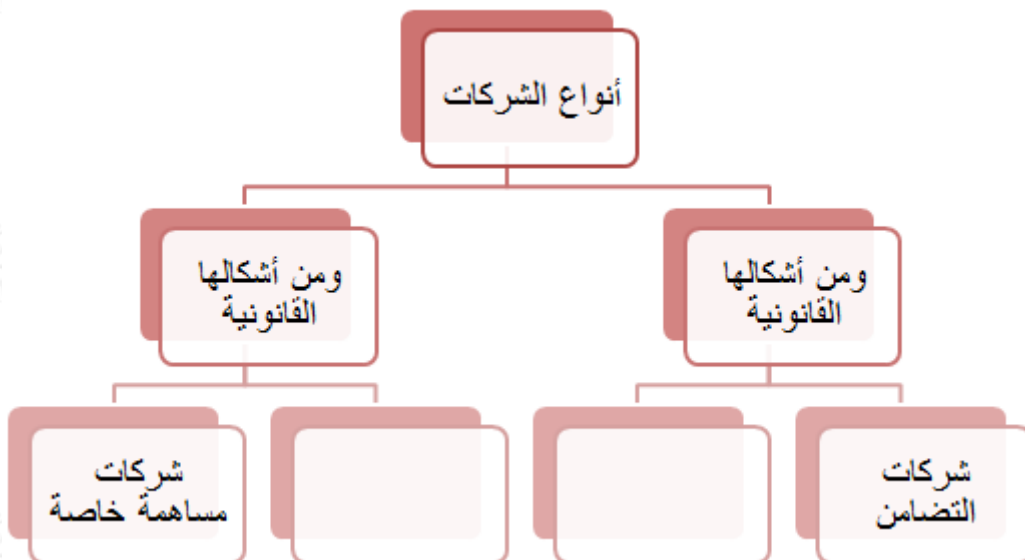 أنواع الشركات
ومن أشكالها
القانونية
ومن أشكالها
القانونية
شركات
التضامن
شركات
مساهمة خاصة